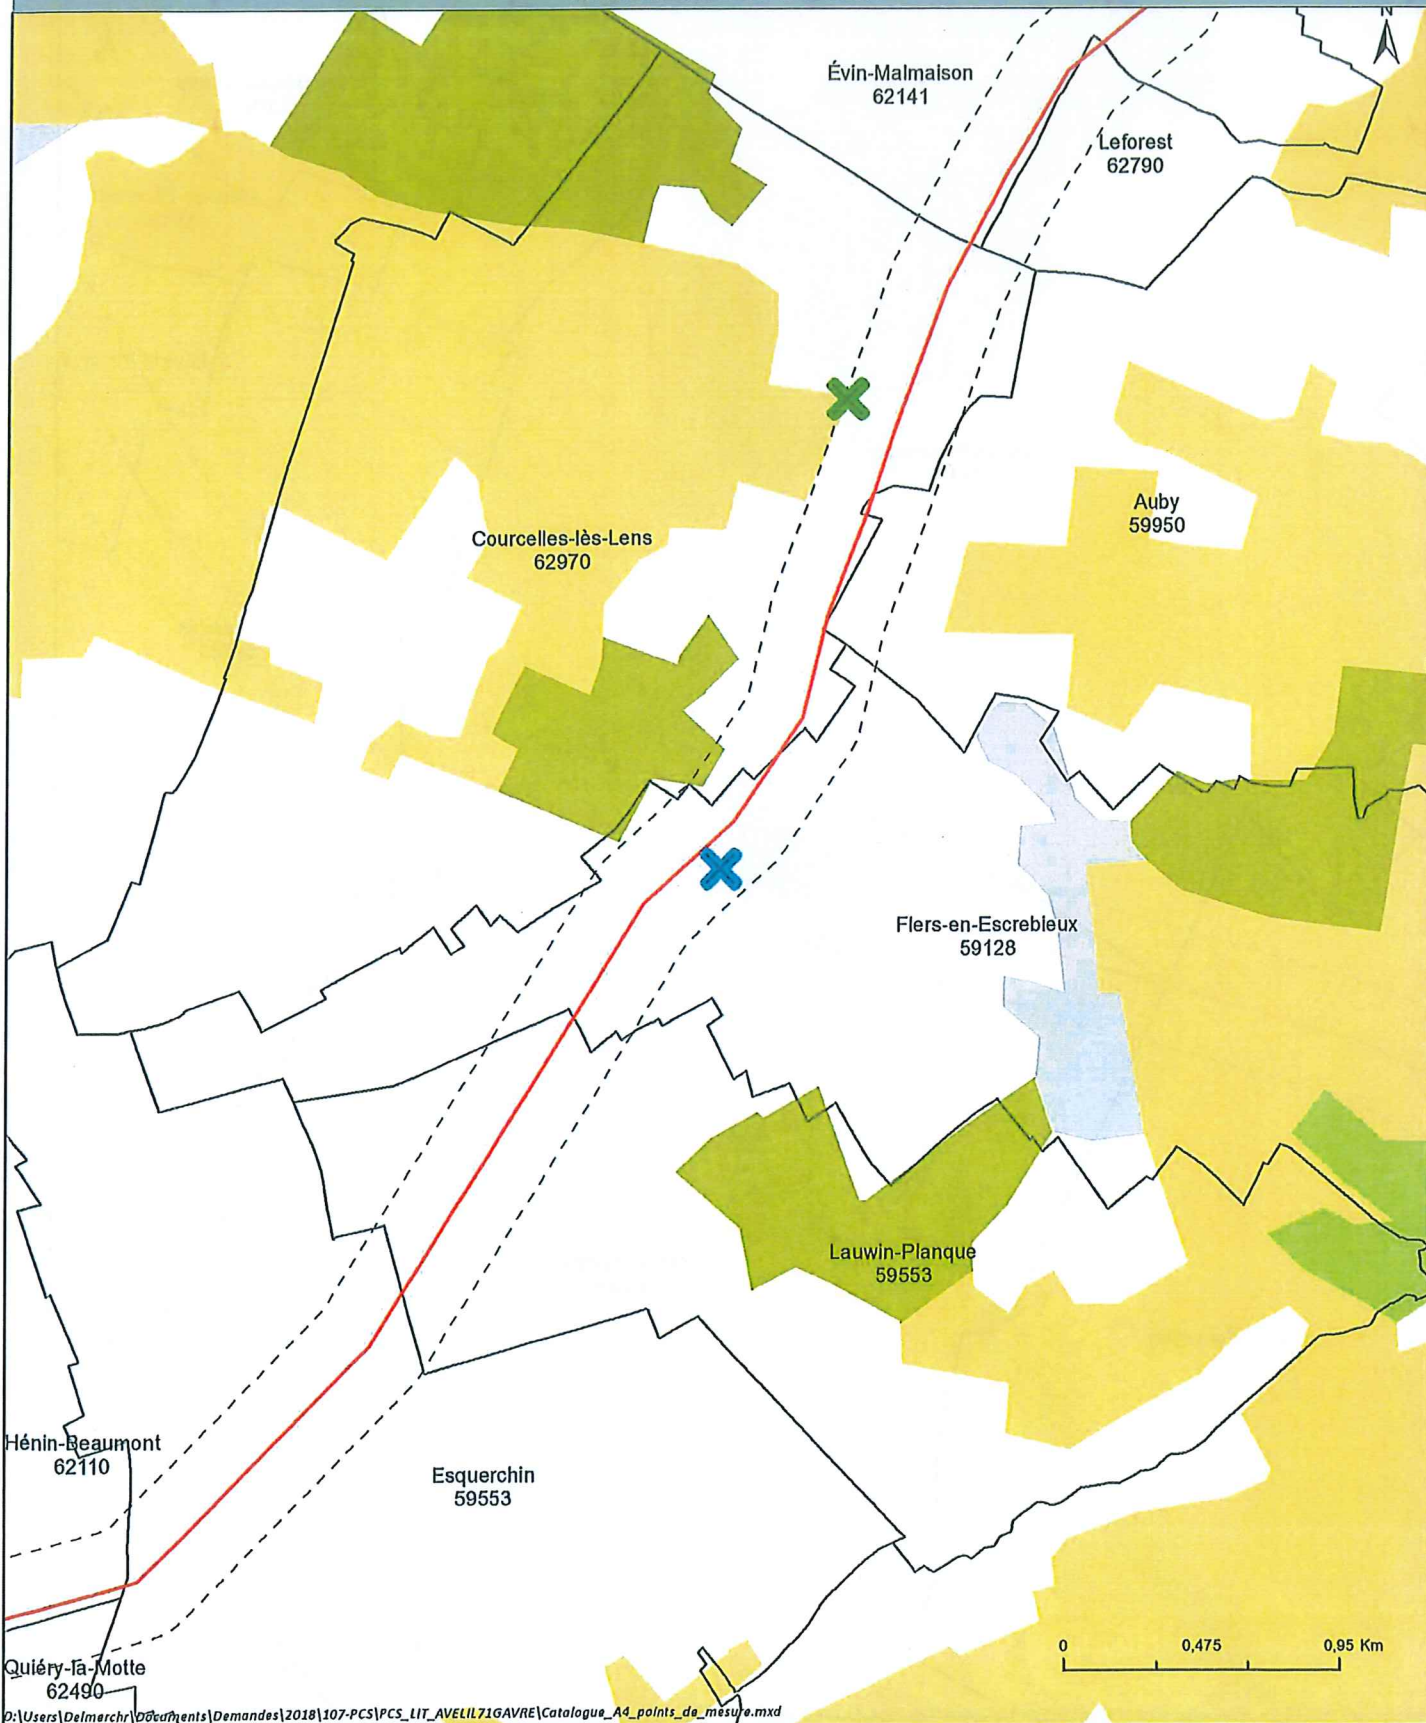 N
Évin-Malmaison
62141
Leforest
62790
Auby
59950
Courcelles-lès-Lens
62970
Flers-en-Escrebieux
59128
Lauwin-Planque
59553
Hénin-Beaumont
62110
Esquerchin
59553
0 0,475 0,95 Km
Quiéry-la-Motte
62490
D:\Users\Delmerchr\Documents\Demandes\2018\107-PCS\PCS_LIT_AVELIL71GAVRE\Catalogue_A4_points_de_mesure.mxd